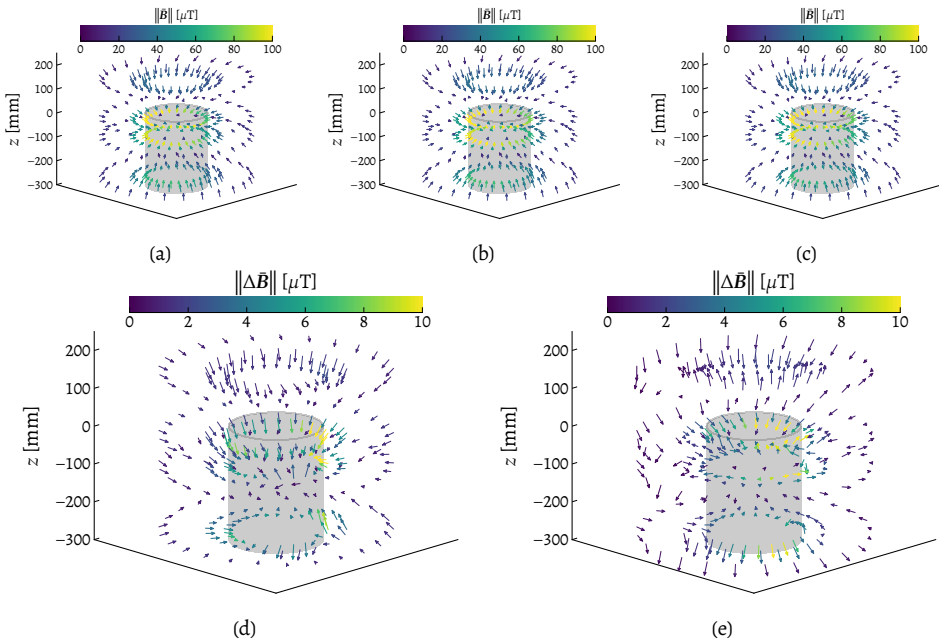 ‖B̄‖ [μT] ‖B̄‖ [μT] ‖B̄‖ [μT]
0 20 40 60 80 100 0 20 40 60 80 100 0 20 40 60 80 100
200 200 200
100 100 100
0 0 0
−100 −100 −100
−200 −200 −200
−300 −300 −300
z [mm] z [mm] z [mm]
(a) (b) (c)
‖ΔB̄‖ [μT] ‖ΔB̄‖ [μT]
0 2 4 6 8 10 0 2 4 6 8 10
200 200
100 100
0 0
−100 −100
−200 −200
−300 −300
z [mm] z [mm]
(d) (e)